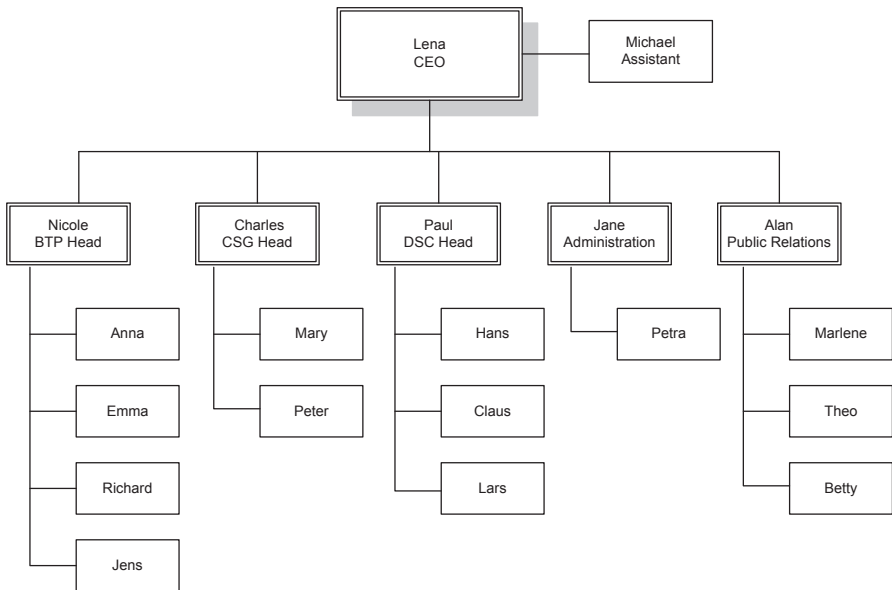 Lena
CEO
Michael
Assistant
Nicole
BTP Head
Charles
CSG Head
Paul
DSC Head
Jane
Administration
Alan
Public Relations
Anna
Mary
Hans
Petra
Marlene
Emma
Peter
Claus
Theo
Richard
Lars
Betty
Jens